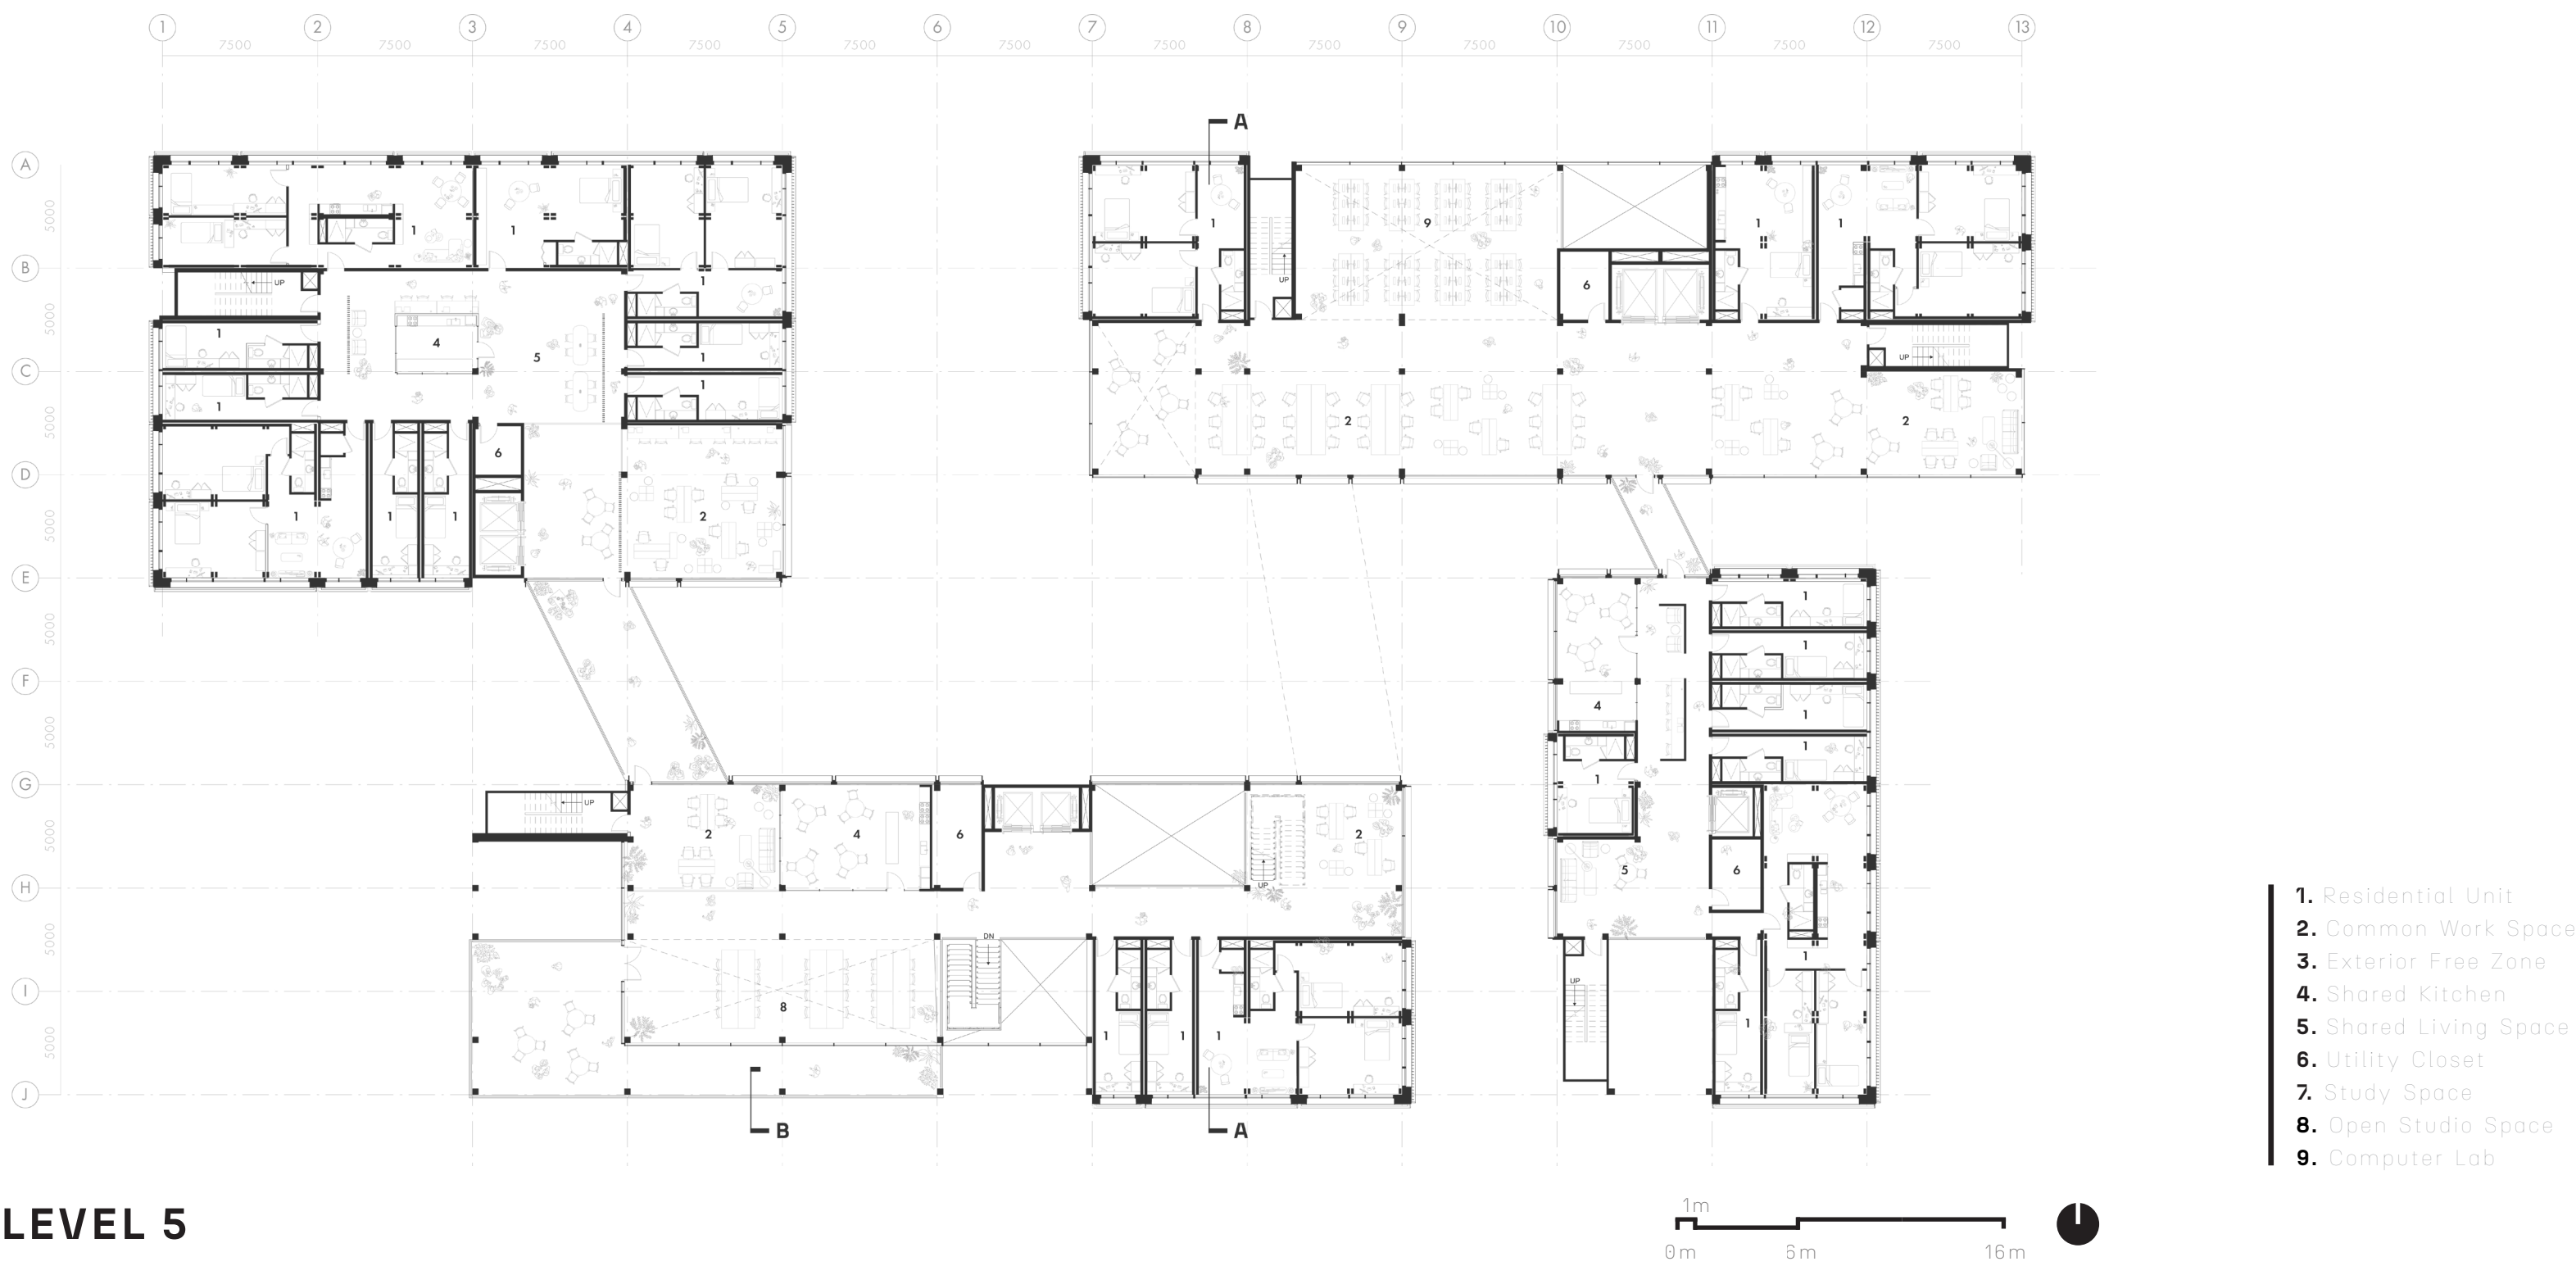 1 2 3 4 5 6 7 8 9 10 11 12 13
7500 7500 7500 7500 7500 7500 7500 7500 7500 7500 7500 7500
A
A
5000
1 1 1 9 1 1
B
1 6
UP UP
5000
1 4 5 1 UP
C
1 1
5000
2 2
6
D
1 1 1 2
5000
E
1
5000
1
F
4 1
5000
1
1
G
UP
2 4 6 2
5000
5 6
UP
H
DN
5000
1
UP
I
8 1
1 1 1
5000
J
B A
1. Residential Unit
2. Common Work Space
3. Exterior Free Zone
4. Shared Kitchen
5. Shared Living Space
6. Utility Closet
7. Study Space
8. Open Studio Space
9. Computer Lab
LEVEL 5
1m
0m 6m 16m